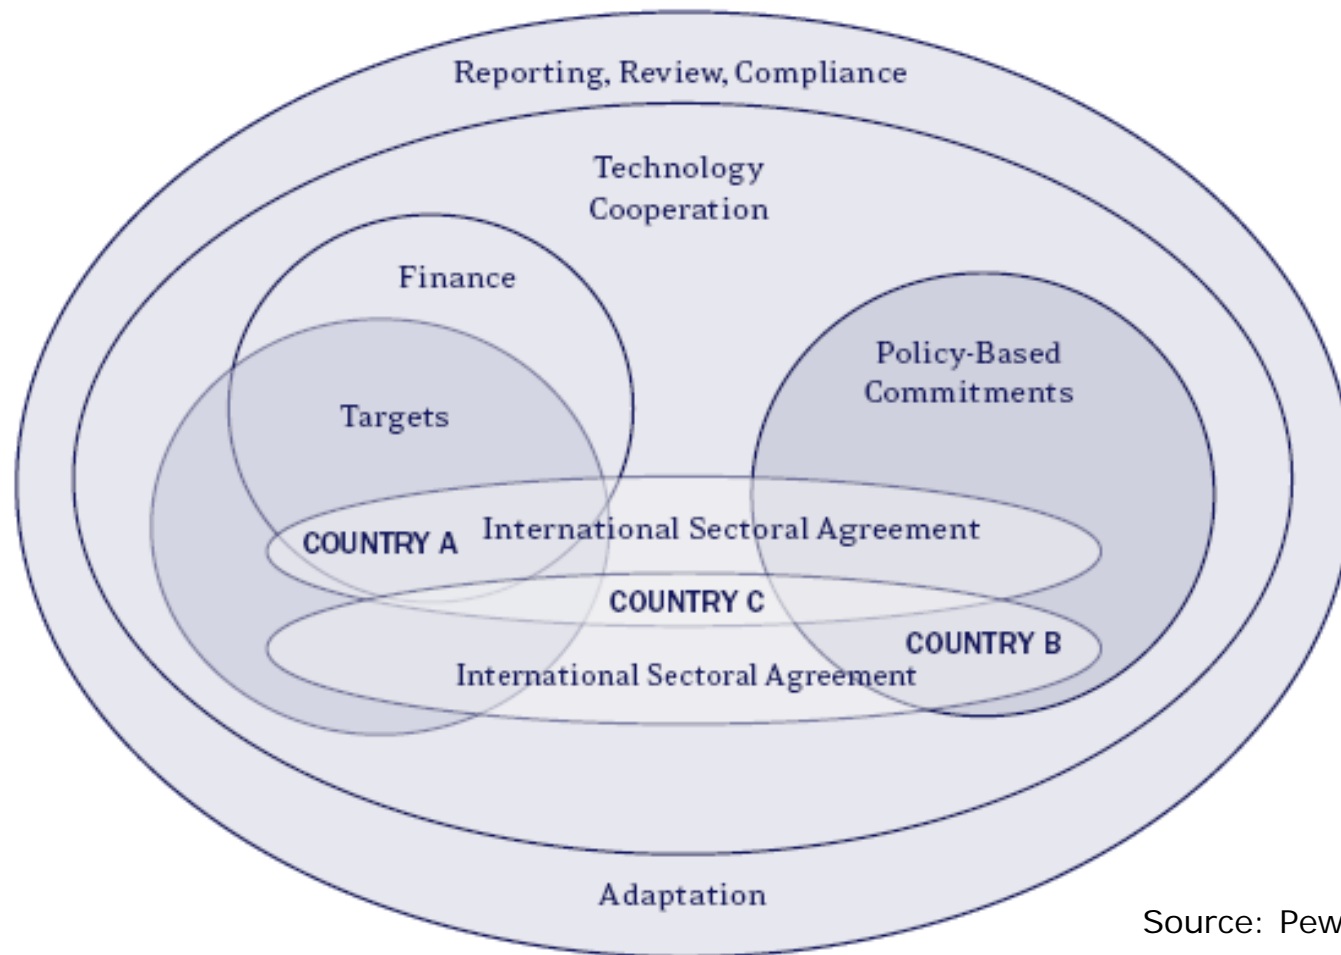 Reporting, Review, Compliance
Technology
Cooperation
Finance
Policy-Based
Commitments
Targets
International Sectoral Agreement
COUNTRY A
COUNTRY C
COUNTRY B
International Sectoral Agreement
Adaptation
Source: Pew